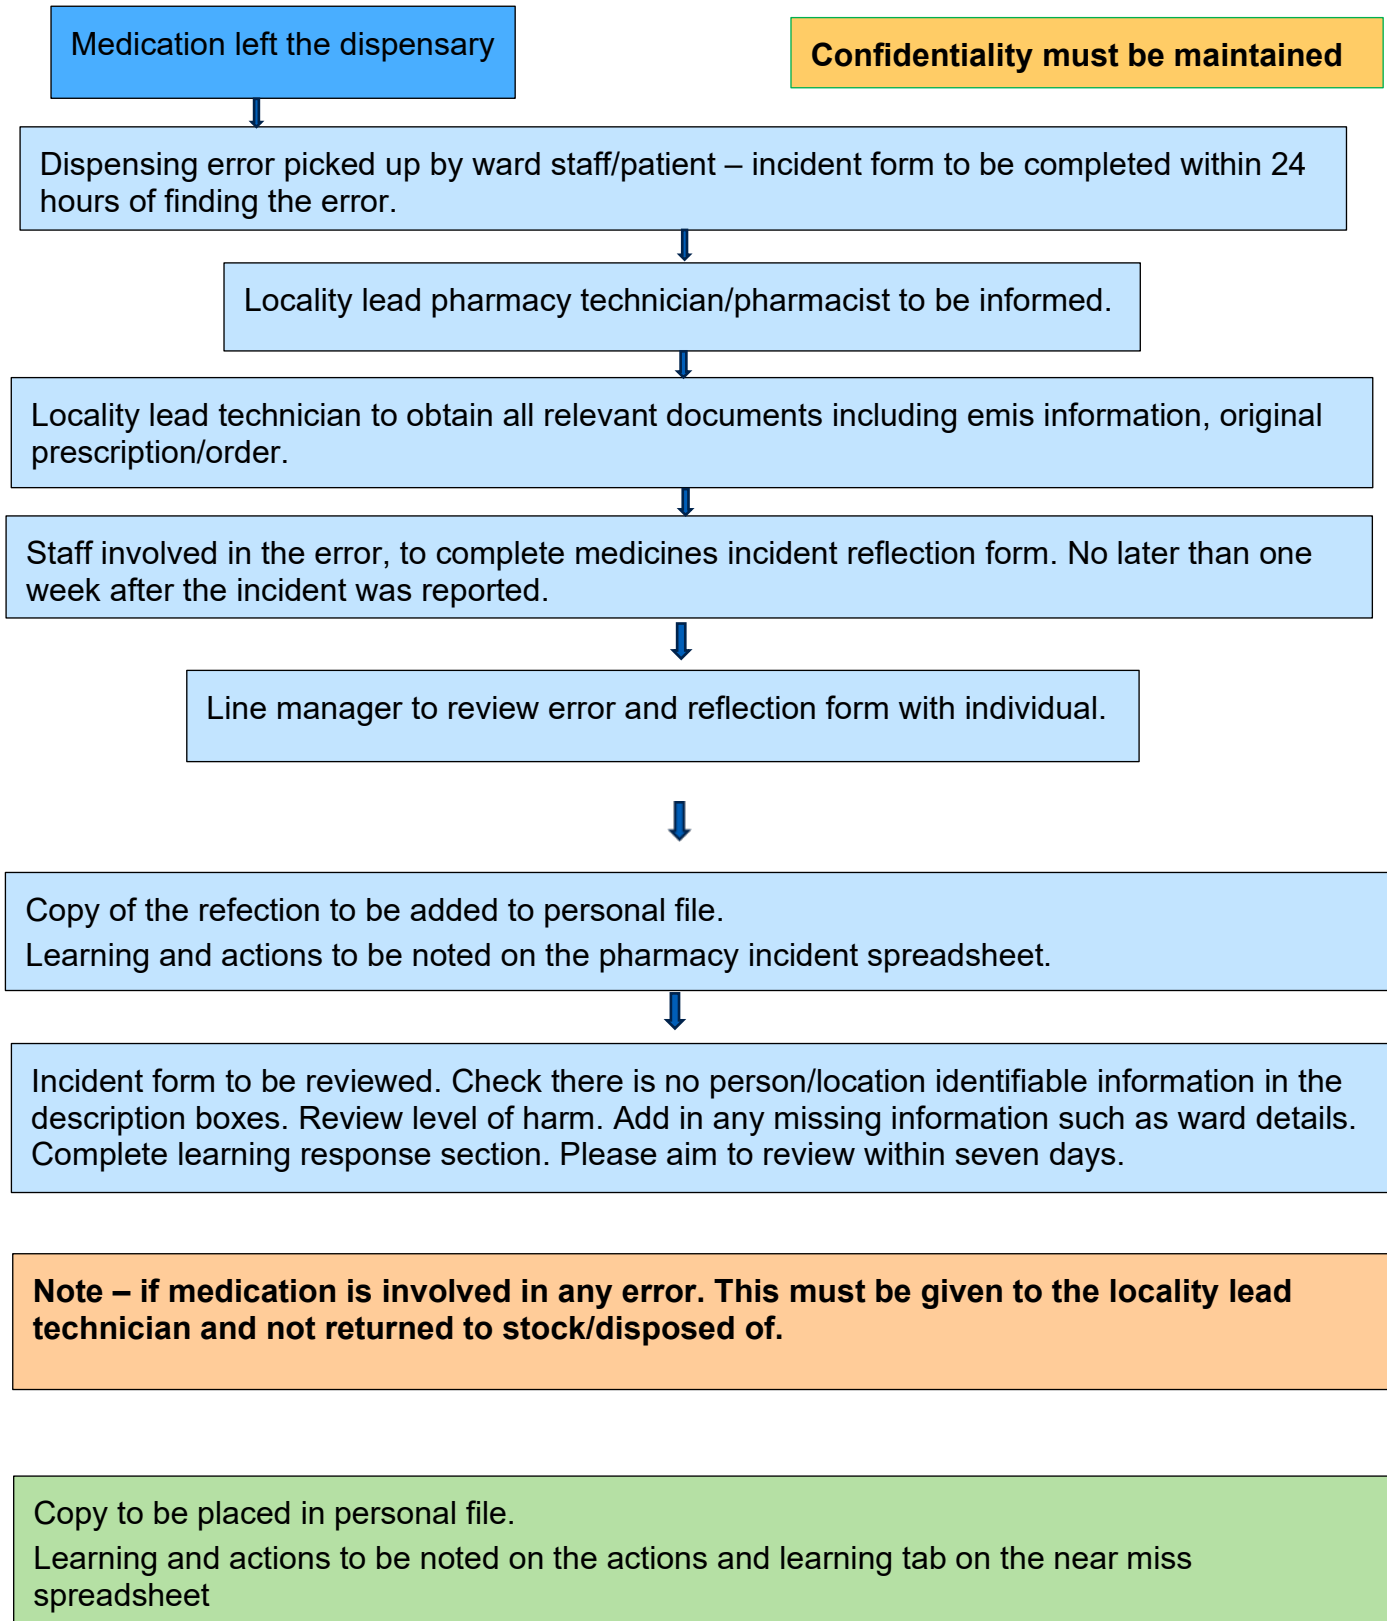 Medication left the dispensary
Confidentiality must be maintained
Dispensing error picked up by ward staff/patient – incident form to be completed within 24
hours of finding the error.
Locality lead pharmacy technician/pharmacist to be informed.
Locality lead technician to obtain all relevant documents including emis information, original
prescription/order.
Staff involved in the error, to complete medicines incident reflection form. No later than one
week after the incident was reported.
Line manager to review error and reflection form with individual.
Copy of the refection to be added to personal file.
Learning and actions to be noted on the pharmacy incident spreadsheet.
Incident form to be reviewed. Check there is no person/location identifiable information in the
description boxes. Review level of harm. Add in any missing information such as ward details.
Complete learning response section. Please aim to review within seven days.
Note – if medication is involved in any error. This must be given to the locality lead
technician and not returned to stock/disposed of.
Copy to be placed in personal file.
Learning and actions to be noted on the actions and learning tab on the near miss
spreadsheet